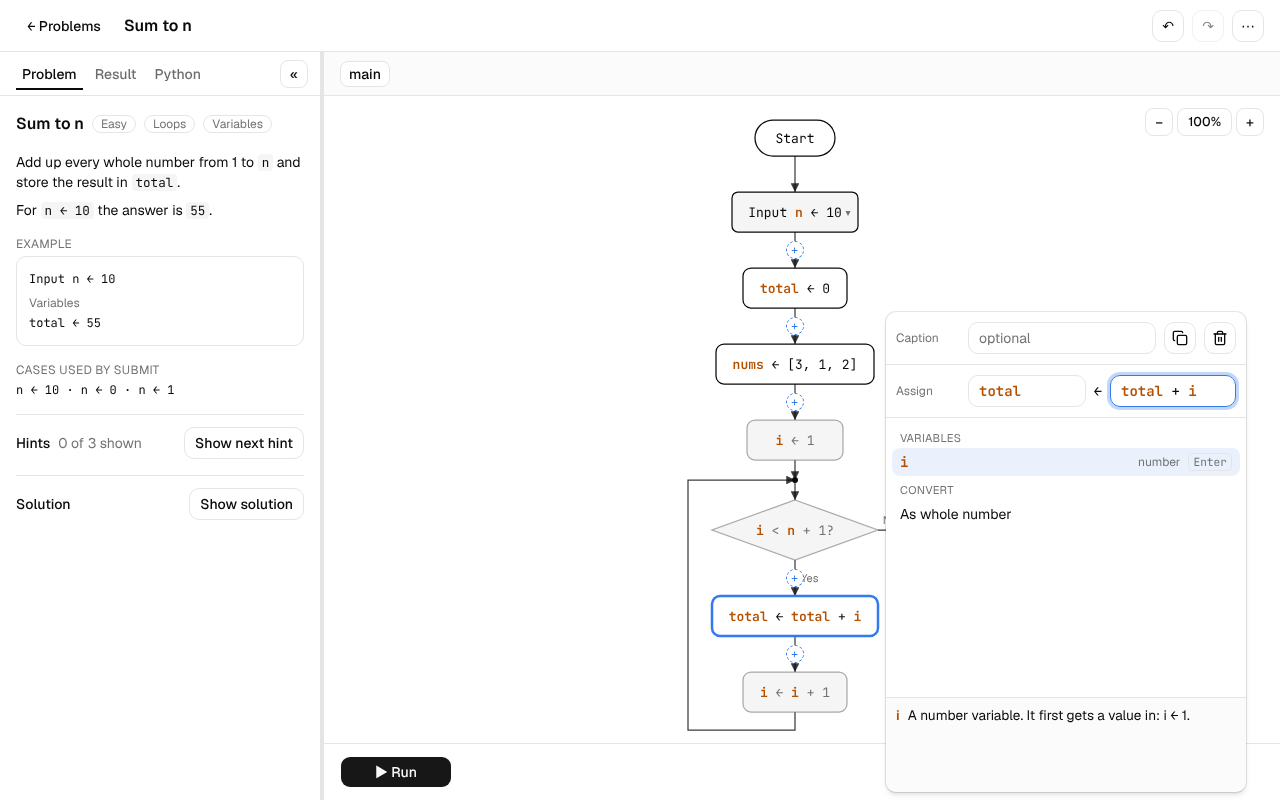 ← Problems
Sum to n
↶
↷
⋯
Problem
Result
Python
«
main
Sum to n
Easy
Loops
Variables
Add up every whole number from 1 to n and
store the result in total.
For n ← 10 the answer is 55.
EXAMPLE
Input n ← 10
Variables
total ← 55
CASES USED BY SUBMIT
n ← 10 · n ← 0 · n ← 1
Hints 0 of 3 shown
Show next hint
Solution
Show solution
− 100% +
Start
Input n ← 10 ▾
+
total ← 0
+
nums ← [3, 1, 2]
+
i ← 1
i < n + 1?
+ Yes
total ← total + i
+
i ← i + 1
Caption
optional
Assign
total ← total + i
VARIABLES
i number Enter
CONVERT
As whole number
i A number variable. It first gets a value in: i ← 1.
▶ Run